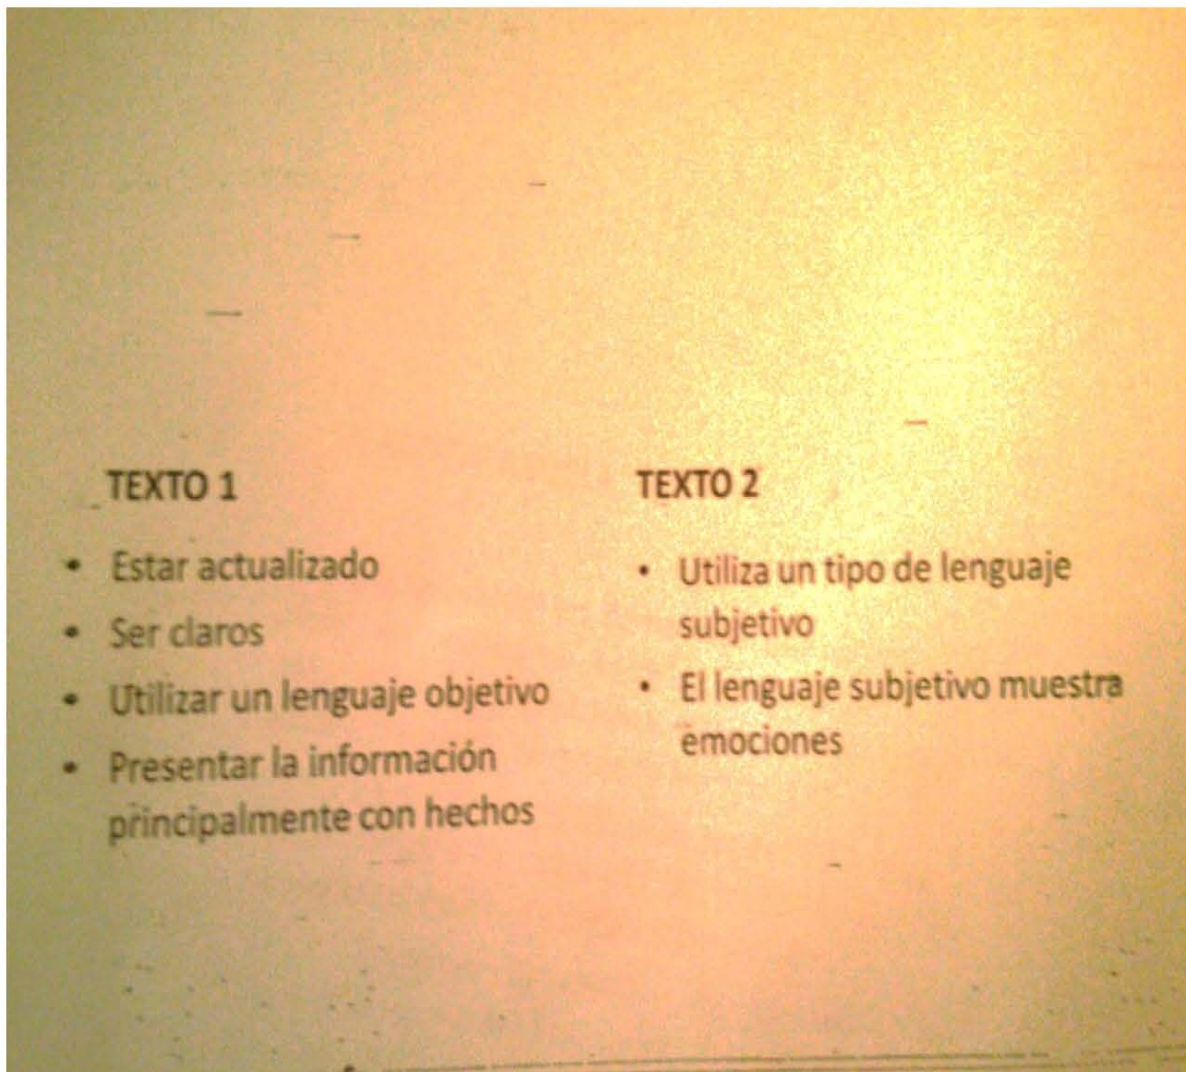 TEXTO 1
• Estar actualizado
• Ser claros
• Utilizar un lenguaje objetivo
• Presentar la información
principalmente con hechos
TEXTO 2
• Utiliza un tipo de lenguaje
subjetivo
• El lenguaje subjetivo muestra
emociones